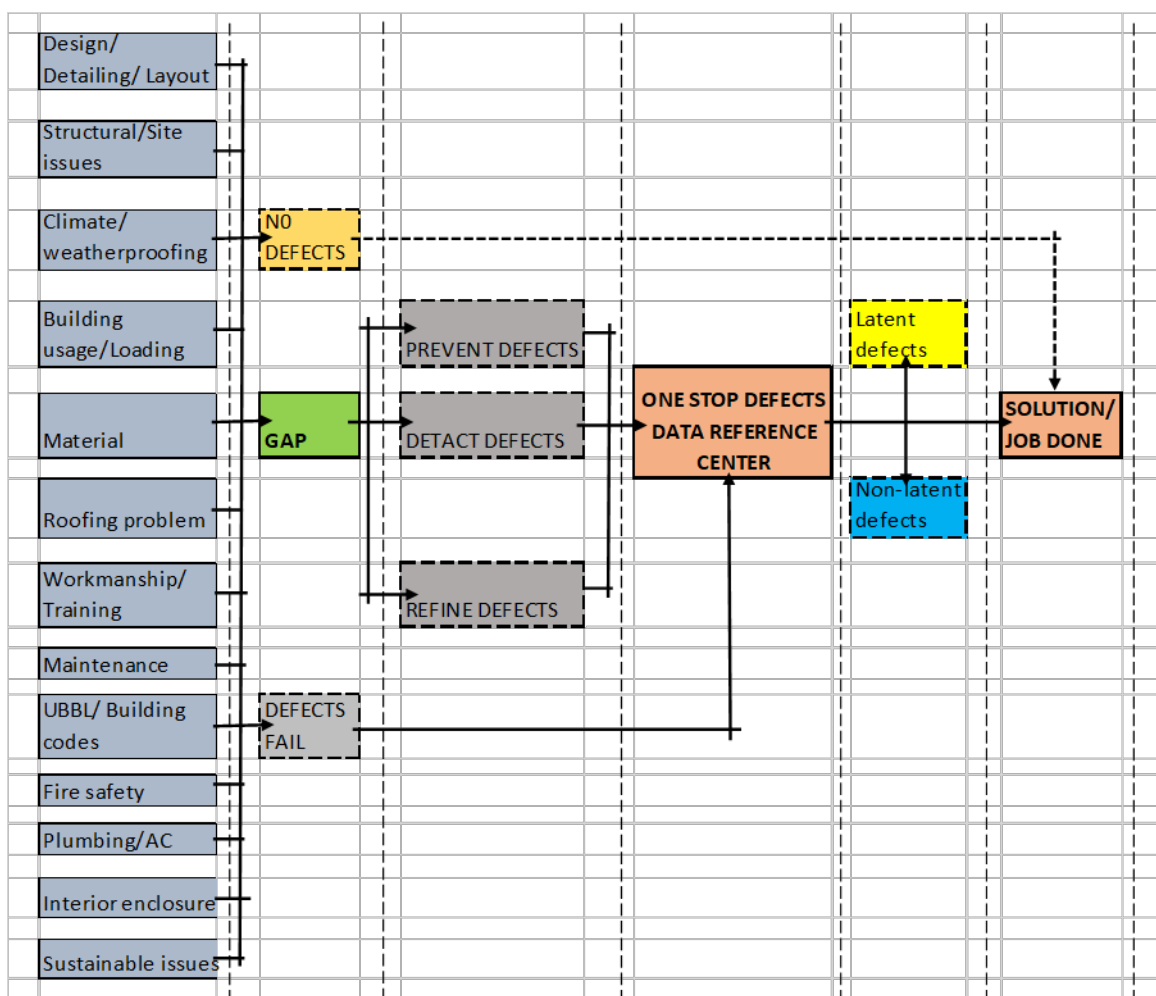 Design/
Detailing/ Layout
Structural/Site
issues
Climate/
weatherproofing
N0
DEFECTS
Building
usage/Loading
PREVENT DEFECTS
Latent
defects
Material
GAP
DETACT DEFECTS
ONE STOP DEFECTS
DATA REFERENCE
CENTER
SOLUTION/
JOB DONE
Roofing problem
Non-latent
defects
Workmanship/
Training
REFINE DEFECTS
Maintenance
UBBL/ Building
codes
DEFECTS
FAIL
Fire safety
Plumbing/AC
Interior enclosure
Sustainable issues